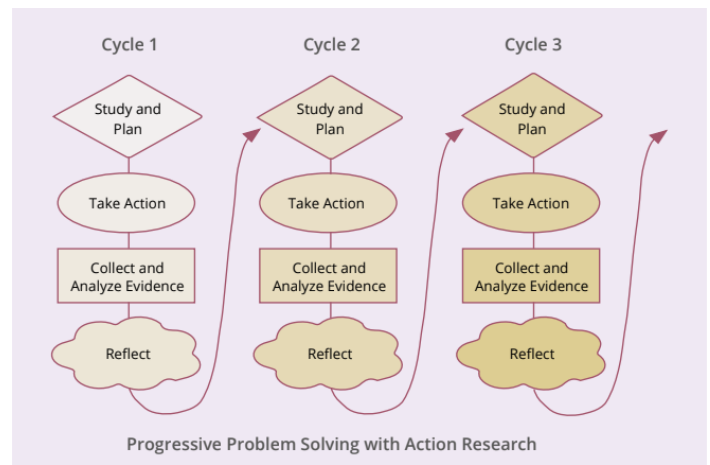 Cycle 1
Cycle 2
Cycle 3
Study and
Plan
Study and
Plan
Study and
Plan
Take Action
Take Action
Take Action
Collect and
Analyze Evidence
Collect and
Analyze Evidence
Collect and
Analyze Evidence
Reflect
Reflect
Reflect
Progressive Problem Solving with Action Research